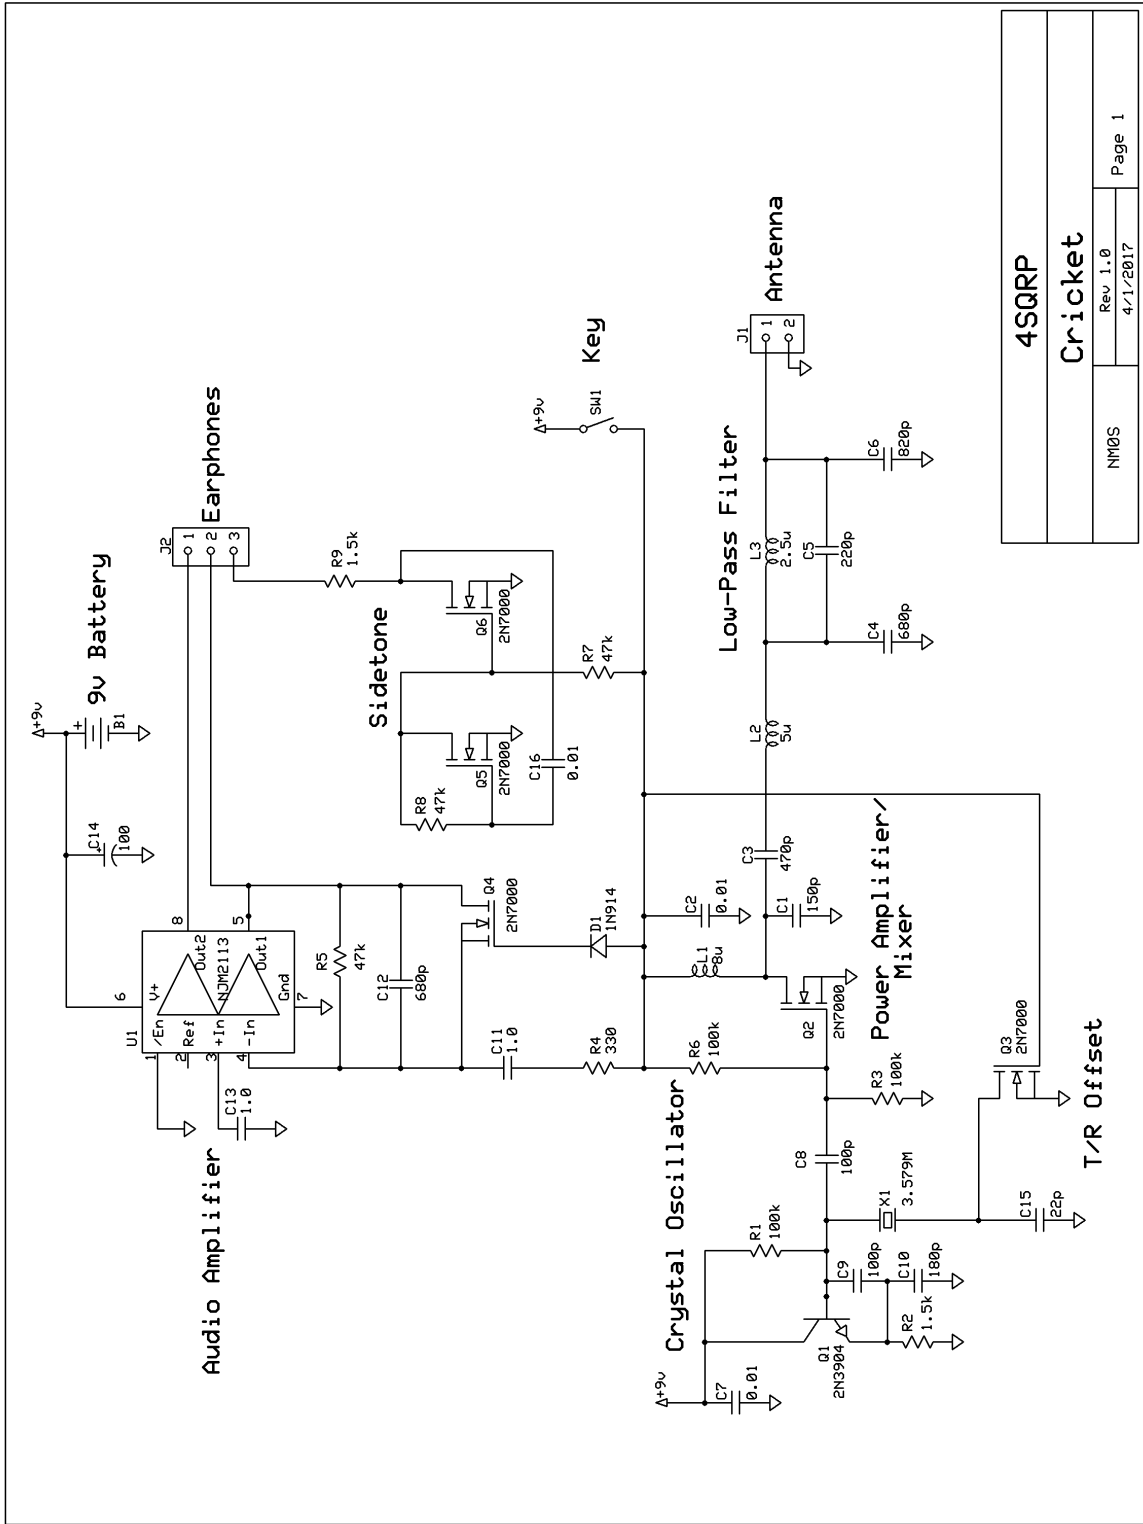 Audio Amplifier
9v Battery
Earphones
Sidetone
Key
Crystal Oscillator
Low-Pass Filter
Antenna
Power Amplifier/
Mixer
T/R Offset
+9v
+
B1
C14
+
100
J2
1
2
3
U1
1
/En
2
Ref
3
+In
4
-In
6
V+
Out2
NJM2113
Out1
Gnd
7
8
5
C13
1.0
R5
47k
C12
680p
C11
1.0
R4
330
Q4
2N7000
D1
1N914
R8
47k
Q5
2N7000
C16
0.01
Q6
2N7000
R9
1.5k
R7
47k
+9v
SW1
+9v
C7
0.01
R1
100k
Q1
2N3904
C9
100p
C10
180p
R2
1.5k
C8
100p
X1
3.579M
C15
22p
R3
100k
R6
100k
Q3
2N7000
L1
8u
C2
0.01
Q2
2N7000
C1
150p
C3
470p
L2
5u
C4
680p
L3
2.5u
C5
220p
C6
820p
J1
1
2
4SQRP
Cricket
NM0S
Rev 1.0
4/1/2017
Page 1